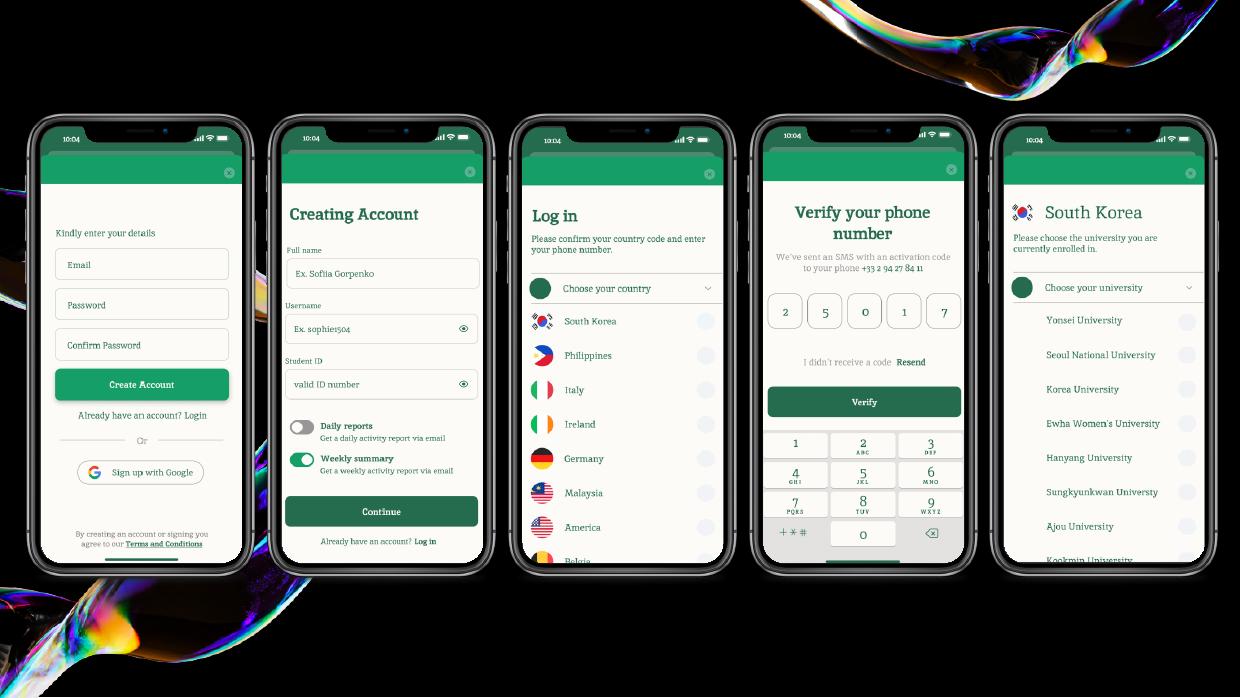 10:04
Kindly enter your details
Email
Password
Confirm Password
Create Account
Already have an account? Login
Or
Sign up with Google
By creating an account or signing you
agree to our Terms and Conditions
10:04
Creating Account
Full name
Ex. Sofiia Gorpenko
Username
Ex. sophie1504
Student ID
valid ID number
Daily reports
Get a daily activity report via email
Weekly summary
Get a weekly activity report via email
Continue
Already have an account? Log in
10:04
Log in
Please confirm your country code and enter
your phone number.
Choose your country
South Korea
Philippines
Italy
Ireland
Germany
Malaysia
America
Belgia
10:04
Verify your phone
number
We've sent an SMS with an activation code
to your phone +33 2 94 27 84 11
2 5 0 1 7
I didn't receive a code Resend
Verify
1 2 3
ABC DEF
4 5 6
GHI JKL MNO
7 8 9
PQRS TUV WXYZ
+ * #
0
10:04
South Korea
Please choose the university you are
currently enrolled in.
Choose your university
Yonsei University
Seoul National University
Korea University
Ewha Women's University
Hanyang University
Sungkyunkwan Universty
Ajou University
Kookmin University